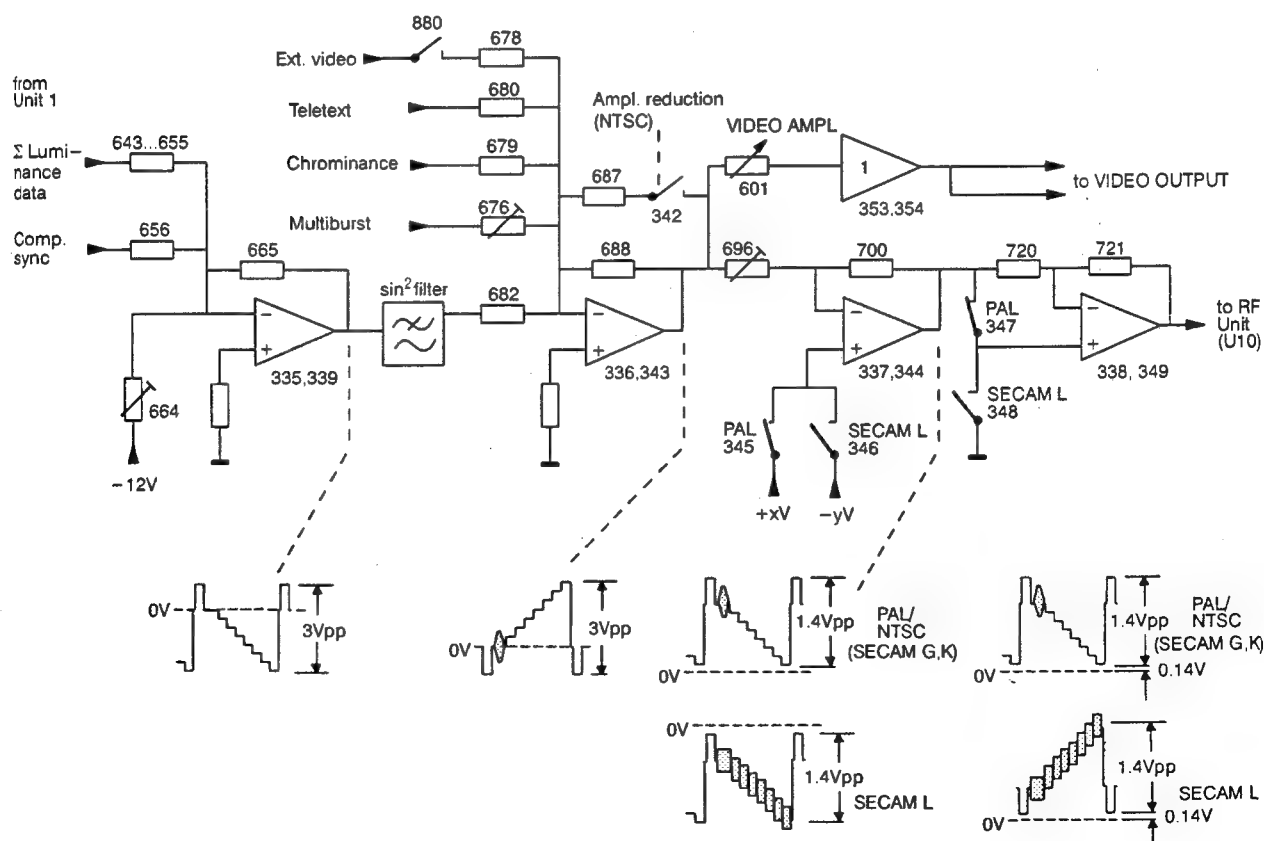 880
678
Ext. video
from
Unit 1
680
Teletext
Ampl. reduction
(NTSC)
VIDEO AMPL
643...655
Σ Lumi-
nance
data
679
Chrominance
687
601
1
to VIDEO OUTPUT
353,354
342
676
Multiburst
Comp.
sync
656
665
688
696
700
720
721
sin² filter
682
PAL
347
to RF
Unit
(U10)
−
+
335,339
−
+
336,343
−
+
337,344
−
+
338, 349
664
SECAM L
348
PAL
345
SECAM L
346
−12V
+xV
−yV
0V
3Vpp
0V
3Vpp
1.4Vpp
PAL/
NTSC
(SECAM G,K)
0V
1.4Vpp
PAL/
NTSC
(SECAM G,K)
0V
0.14V
0V
1.4Vpp
SECAM L
1.4Vpp
SECAM L
0V
0.14V